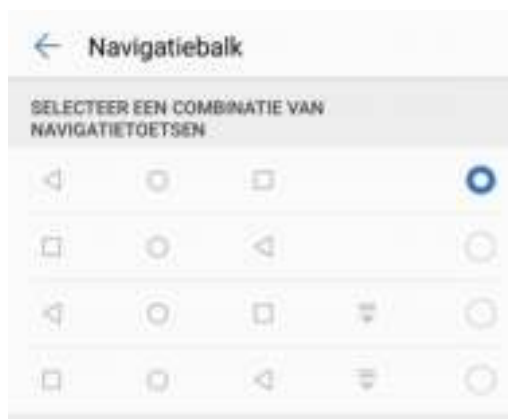 Navigatiebalk
SELECTEER EEN COMBINATIE VAN
NAVIGATIETOETSEN